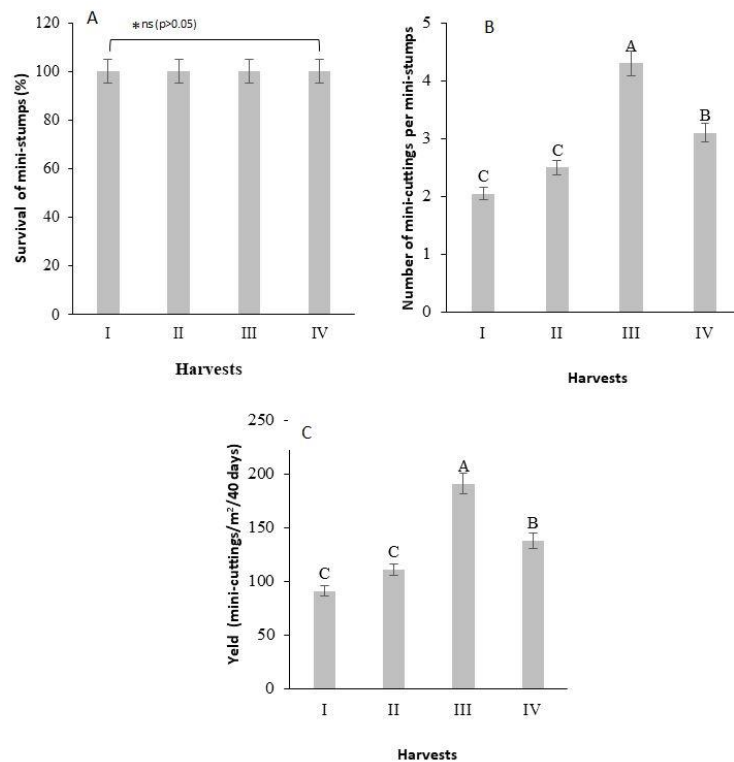 A
* ns (p>0.05)
Survival of mini-stumps (%)
120
100
80
60
40
20
0
I II III IV
Harvests
B
Number of mini-cuttings per mini-stumps
5
4
3
2
1
0
C C A B
I II III IV
Harvests
C
Yeld (mini-cuttings/m²/40 days)
250
200
150
100
50
0
C C A B
I II III IV
Harvests